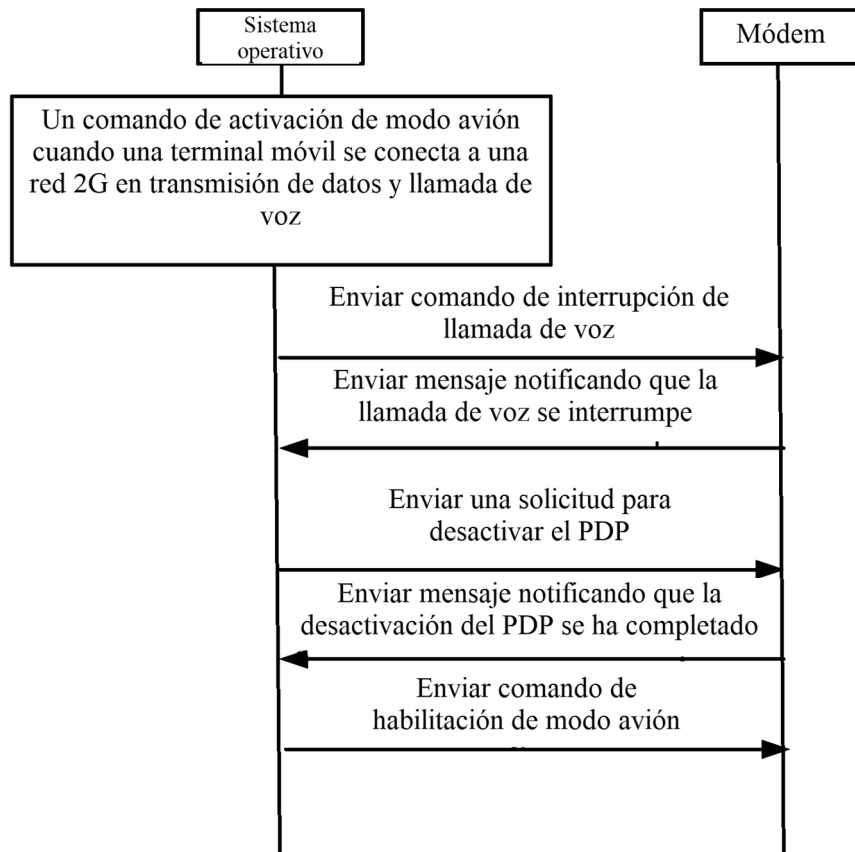 Sistema
operativo
Módem
Un comando de activación de modo avión
cuando una terminal móvil se conecta a una
red 2G en transmisión de datos y llamada de
voz
Enviar comando de interrupción de
llamada de voz
Enviar mensaje notificando que la
llamada de voz se interrumpe
Enviar una solicitud para
desactivar el PDP
Enviar mensaje notificando que la
desactivación del PDP se ha completado
Enviar comando de
habilitación de modo avión